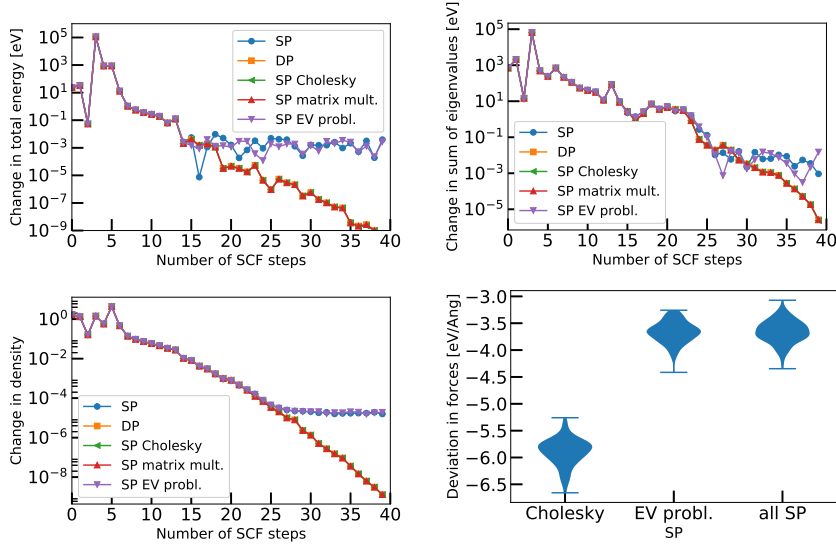 Change in total energy [eV]
10^5
10^3
10^1
10^-1
10^-3
10^-5
10^-7
10^-9
SP
DP
SP Cholesky
SP matrix mult.
SP EV probl.
0 5 10 15 20 25 30 35 40
Number of SCF steps
Change in sum of eigenvalues [eV]
10^5
10^3
10^1
10^-1
10^-3
10^-5
SP
DP
SP Cholesky
SP matrix mult.
SP EV probl.
0 5 10 15 20 25 30 35 40
Number of SCF steps
Change in density
10^0
10^-2
10^-4
10^-6
10^-8
SP
DP
SP Cholesky
SP matrix mult.
SP EV probl.
0 5 10 15 20 25 30 35 40
Number of SCF steps
Deviation in forces [eV/Ang]
−3.0
−3.5
−4.0
−4.5
−5.0
−5.5
−6.0
−6.5
Cholesky EV probl. all SP
SP